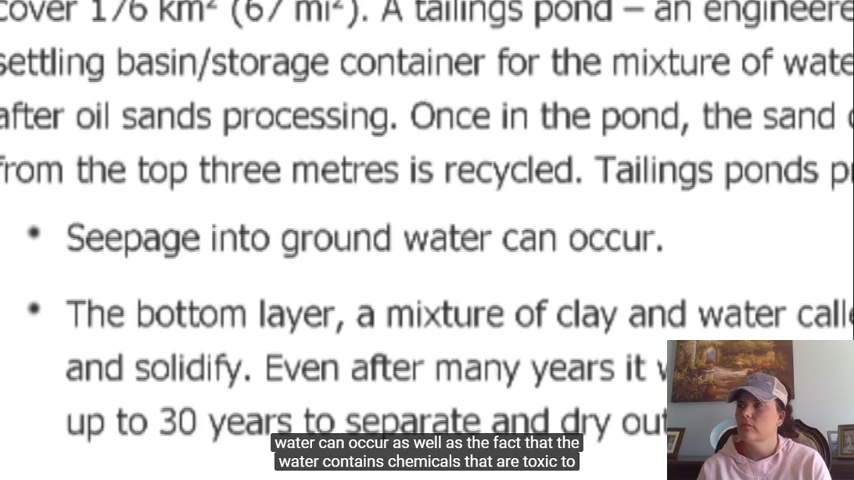 cover 176 km² (67 mi²). A tailings pond – an engineere
settling basin/storage container for the mixture of wate
after oil sands processing. Once in the pond, the sand
from the top three metres is recycled. Tailings ponds p
• Seepage into ground water can occur.
• The bottom layer, a mixture of clay and water calle
and solidify. Even after many years it w
up to 30 years to separate and dry out
water can occur as well as the fact that the
water contains chemicals that are toxic to